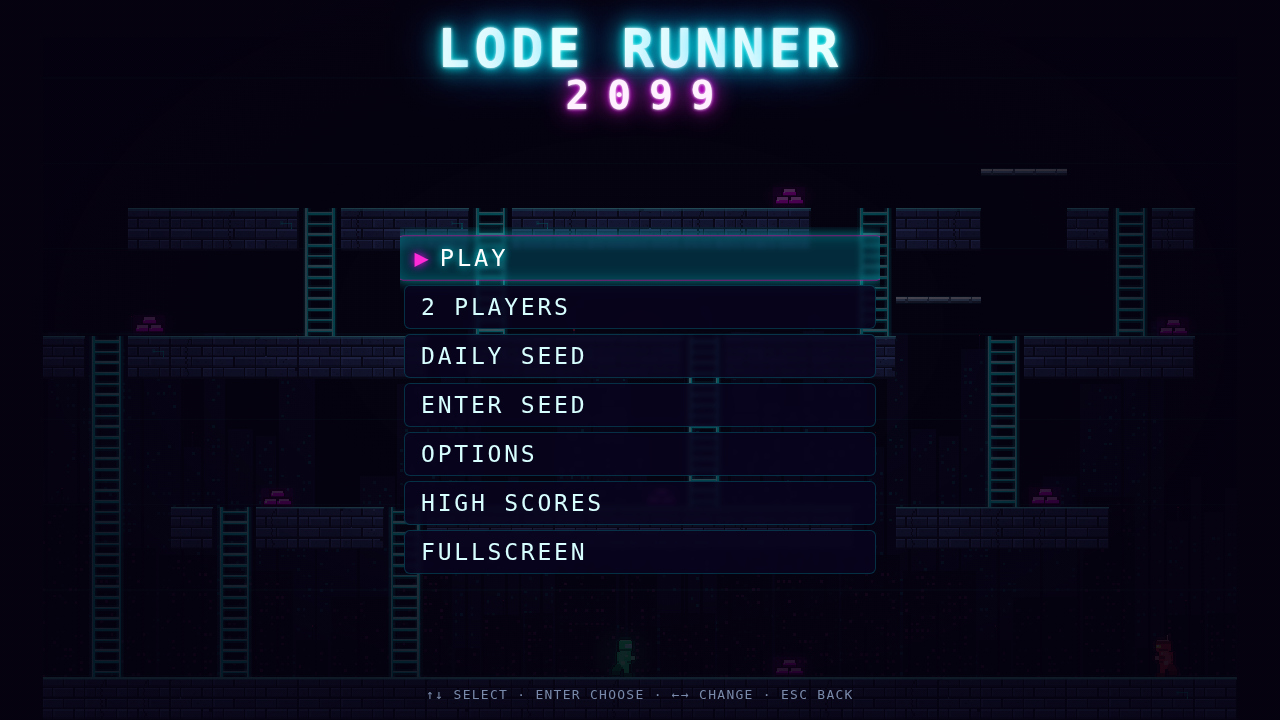 LODE RUNNER
2099
▶ PLAY
2 PLAYERS
DAILY SEED
ENTER SEED
OPTIONS
HIGH SCORES
FULLSCREEN
↑↓ SELECT · ENTER CHOOSE · ←→ CHANGE · ESC BACK